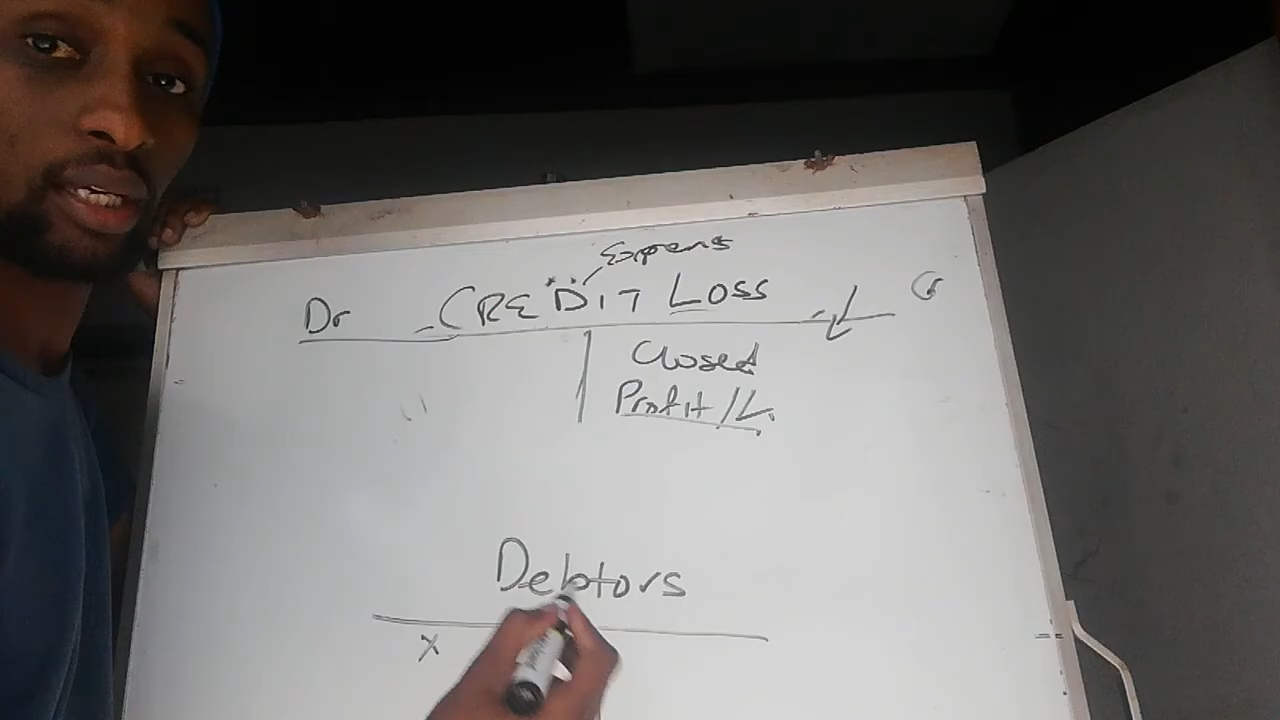 Expens
Dr CREDIT LOSS Cr
Closed
Profit/L.
Debtors
x